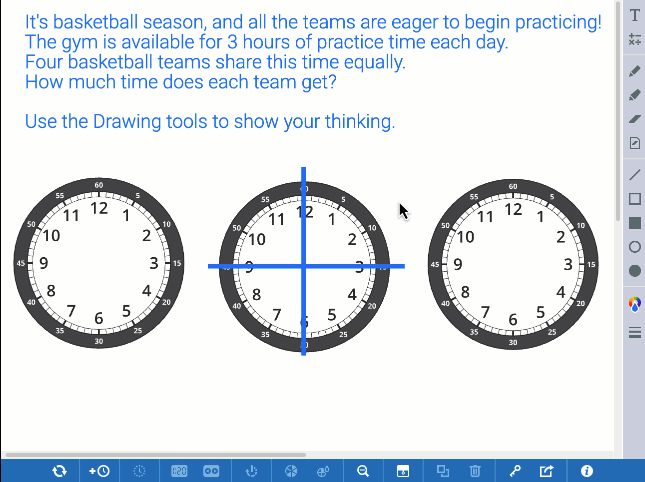 It's basketball season, and all the teams are eager to begin practicing!
The gym is available for 3 hours of practice time each day.
Four basketball teams share this time equally.
How much time does each team get?
Use the Drawing tools to show your thinking.
60 5 10 15 20 25 30 35 40 45 50 55
12 1 2 3 4 5 6 7 8 9 10 11
5 10 15 20 25 35 40 45 50 55
12 1 2 3 4 5 6 7 8 9 10 11
60 5 10 15 20 25 30 35 40 45 50 55
12 1 2 3 4 5 6 7 8 9 10 11
T